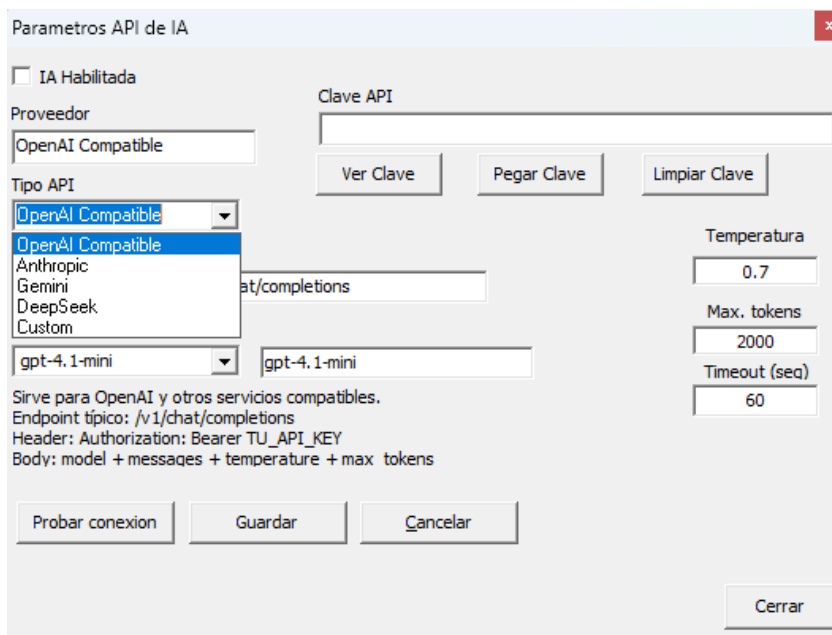 Parametros API de IA
x
IA Habilitada
Clave API
Proveedor
OpenAI Compatible
Ver Clave
Pegar Clave
Limpiar Clave
Tipo API
OpenAI Compatible
OpenAI Compatible
Anthropic
Gemini
DeepSeek
Custom
at/completions
Temperatura
0.7
Max. tokens
2000
Timeout (seg)
60
gpt-4.1-mini
gpt-4.1-mini
Sirve para OpenAI y otros servicios compatibles.
Endpoint típico: /v1/chat/completions
Header: Authorization: Bearer TU_API_KEY
Body: model + messages + temperature + max_tokens
Probar conexion
Guardar
Cancelar
Cerrar